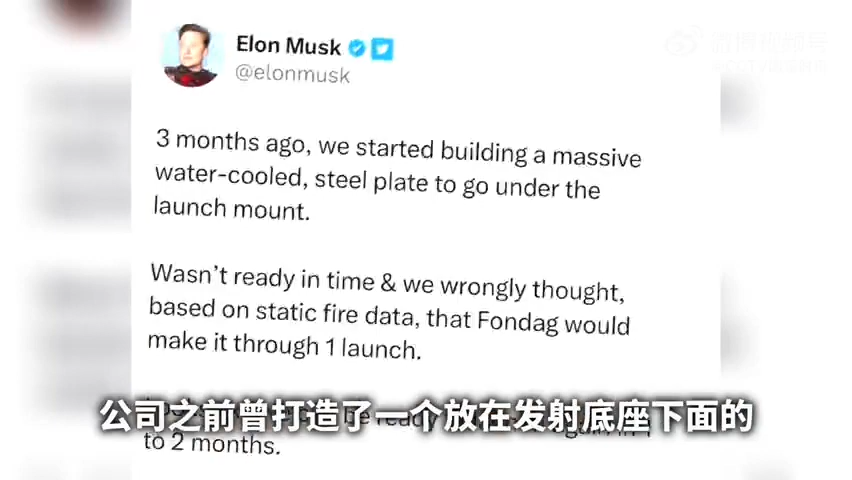 Elon Musk
@elonmusk
3 months ago, we started building a massive
water-cooled, steel plate to go under the
launch mount.
Wasn't ready in time & we wrongly thought,
based on static fire data, that Fondag would
make it through 1 launch.
公司之前曾打造了一个放在发射底座下面的
to 2 months.